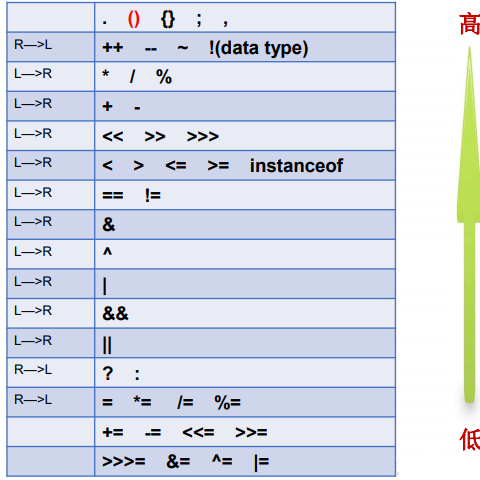 . () {} ; ,
R—>L ++ -- ~ !(data type)
L—>R * / %
L—>R + -
L—>R << >> >>>
L—>R < > <= >= instanceof
L—>R == !=
L—>R &
L—>R ^
L—>R |
L—>R &&
L—>R ||
R—>L ? :
R—>L = *= /= %=
+= -= <<= >>=
>>>= &= ^= |=
高
低